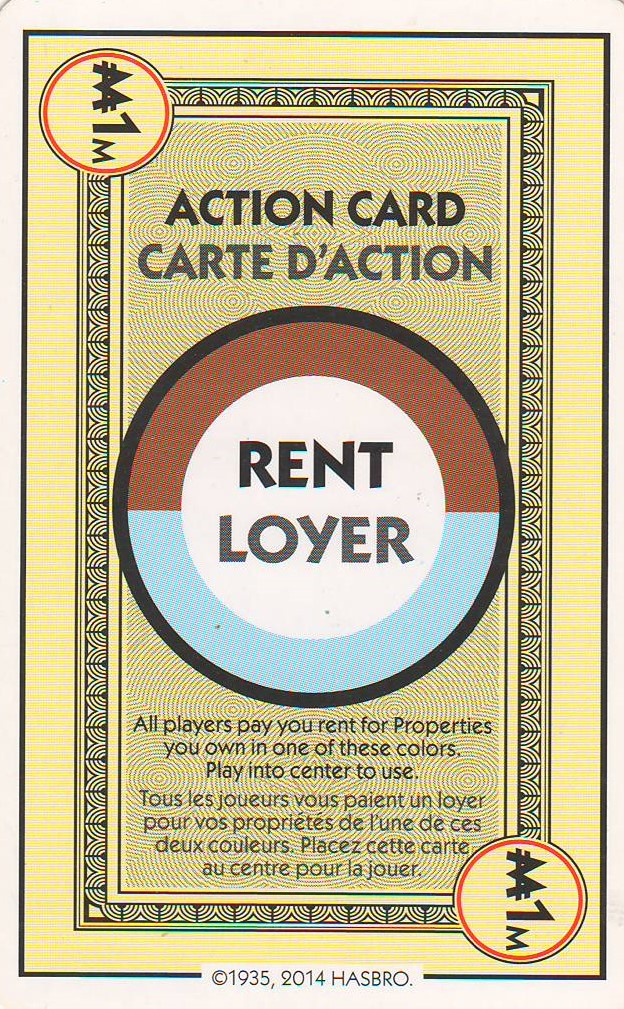 ₩1M
ACTION CARD
CARTE D'ACTION
RENT
LOYER
All players pay you rent for Properties
you own in one of these colors.
Play into center to use.
Tous les joueurs vous paient un loyer
pour vos propriétés de l'une de ces
deux couleurs. Placez cette carte
au centre pour la jouer.
₩1M
©1935, 2014 HASBRO.